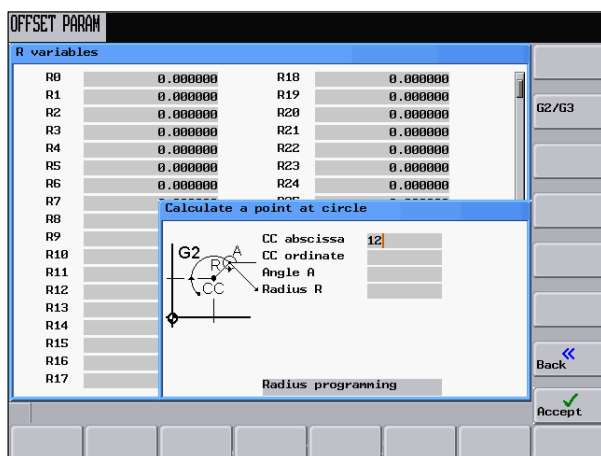 OFFSET PARAM
R variables
R0 0.000000 R18 0.000000
R1 0.000000 R19 0.000000
G2/G3
R2 0.000000 R20 0.000000
R3 0.000000 R21 0.000000
R4 0.000000 R22 0.000000
R5 0.000000 R23 0.000000
R6 0.000000 R24 0.000000
R7
R8
R9
R10
R11
R12
R13
R14
R15
R16
R17
Calculate a point at circle
CC abscissa 12
CC ordinate
Angle A
Radius R
G2 A
R
CC
Radius programming
Back
Accept